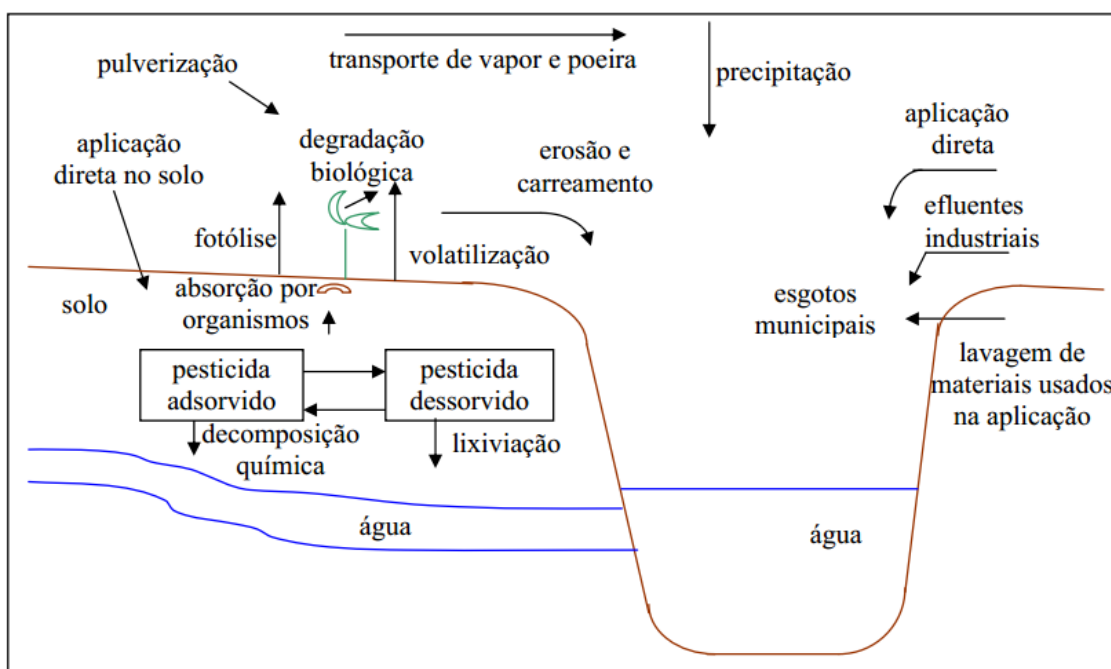 transporte de vapor e poeira
pulverização
precipitação
aplicação
direta no solo
degradação
biológica
erosão e
carreamento
aplicação
direta
fotólise
volatilização
efluentes
industriais
solo
absorção por
organismos
esgotos
municipais
pesticida
adsorvido
pesticida
dessorvido
lavagem de
materiais usados
na aplicação
decomposição
química
lixiviação
água
água